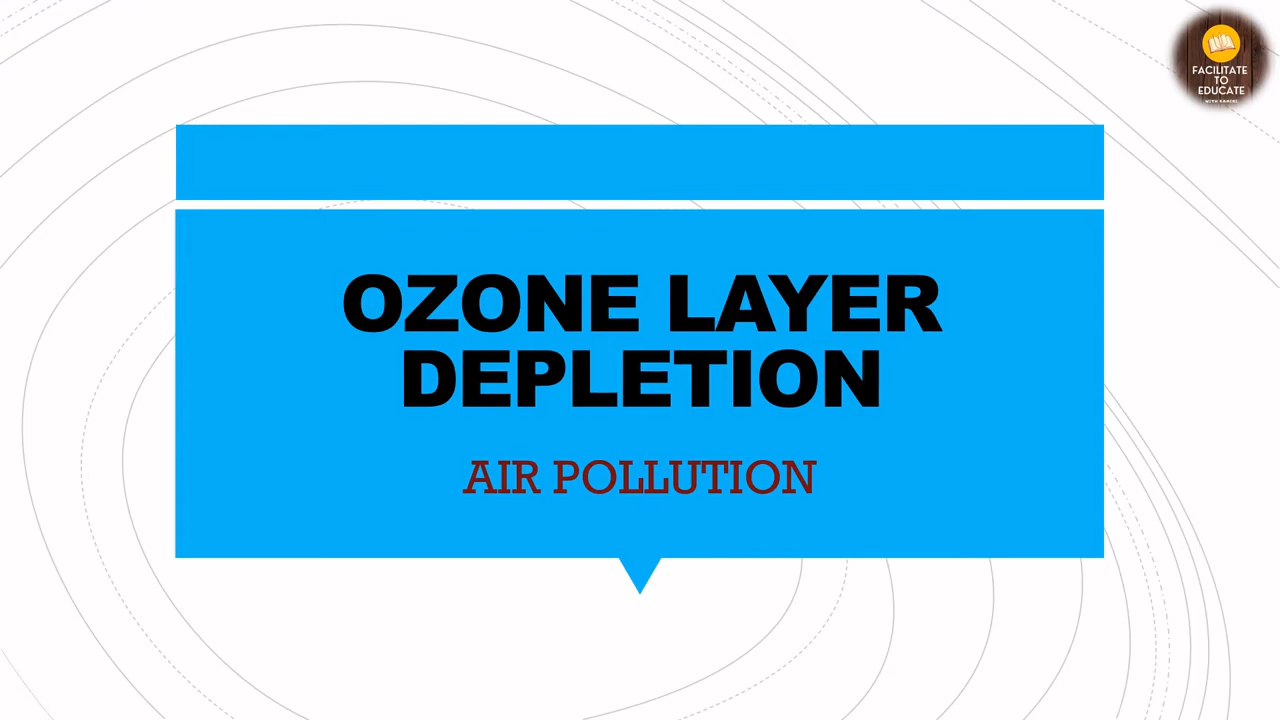 FACILITATE
TO
EDUCATE
OZONE LAYER
DEPLETION
AIR POLLUTION